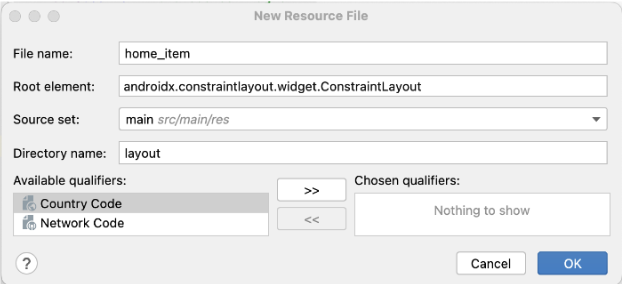 New Resource File
File name: home_item
Root element: androidx.constraintlayout.widget.ConstraintLayout
Source set: main src/main/res
Directory name: layout
Available qualifiers: Chosen qualifiers:
Country Code >> Nothing to show
Network Code <<
? Cancel OK